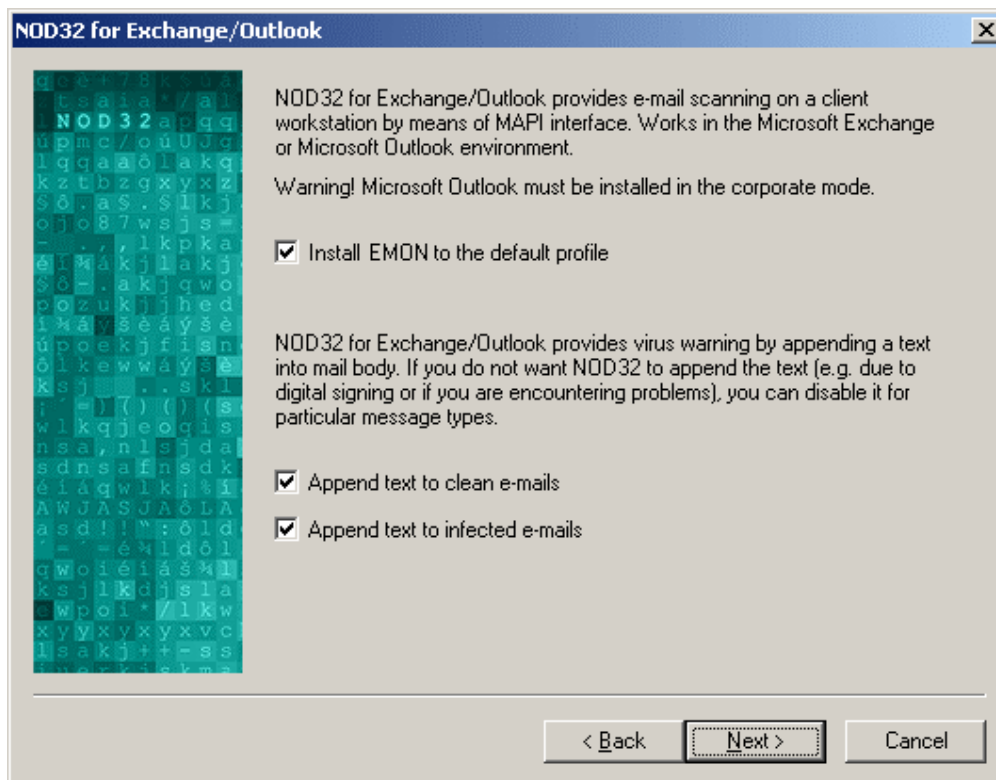 NOD32 for Exchange/Outlook
NOD32
NOD32 for Exchange/Outlook provides e-mail scanning on a client
workstation by means of MAPI interface. Works in the Microsoft Exchange
or Microsoft Outlook environment.
Warning! Microsoft Outlook must be installed in the corporate mode.
Install EMON to the default profile
NOD32 for Exchange/Outlook provides virus warning by appending a text
into mail body. If you do not want NOD32 to append the text (e.g. due to
digital signing or if you are encountering problems), you can disable it for
particular message types.
Append text to clean e-mails
Append text to infected e-mails
< Back
Next >
Cancel